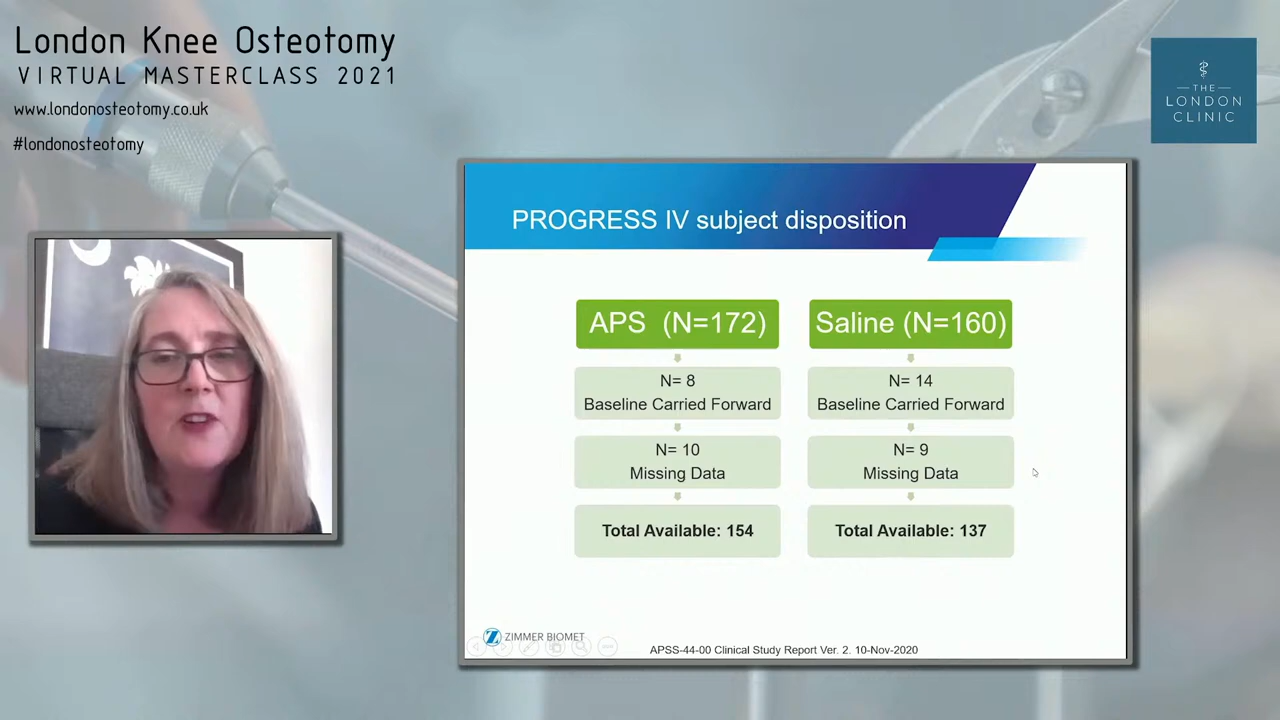 London Knee Osteotomy
VIRTUAL MASTERCLASS 2021
www.londonosteotomy.co.uk
#londonosteotomy
THE
LONDON
CLINIC
PROGRESS IV subject disposition
APS (N=172)
N= 8
Baseline Carried Forward
N= 10
Missing Data
Total Available: 154
Saline (N=160)
N= 14
Baseline Carried Forward
N= 9
Missing Data
Total Available: 137
ZIMMER BIOMET
APSS-44-00 Clinical Study Report Ver. 2. 10-Nov-2020